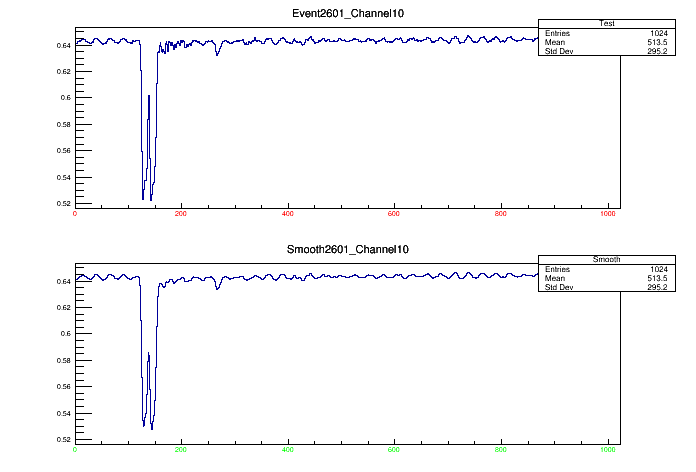 Event2601_Channel10
Test
Entries 1024
Mean 513.5
Std Dev 295.2
0.64
0.62
0.6
0.58
0.56
0.54
0.52
0 200 400 600 800 1000
Smooth2601_Channel10
Smooth
Entries 1024
Mean 513.5
Std Dev 295.2
0.64
0.62
0.6
0.58
0.56
0.54
0.52
0 200 400 600 800 1000